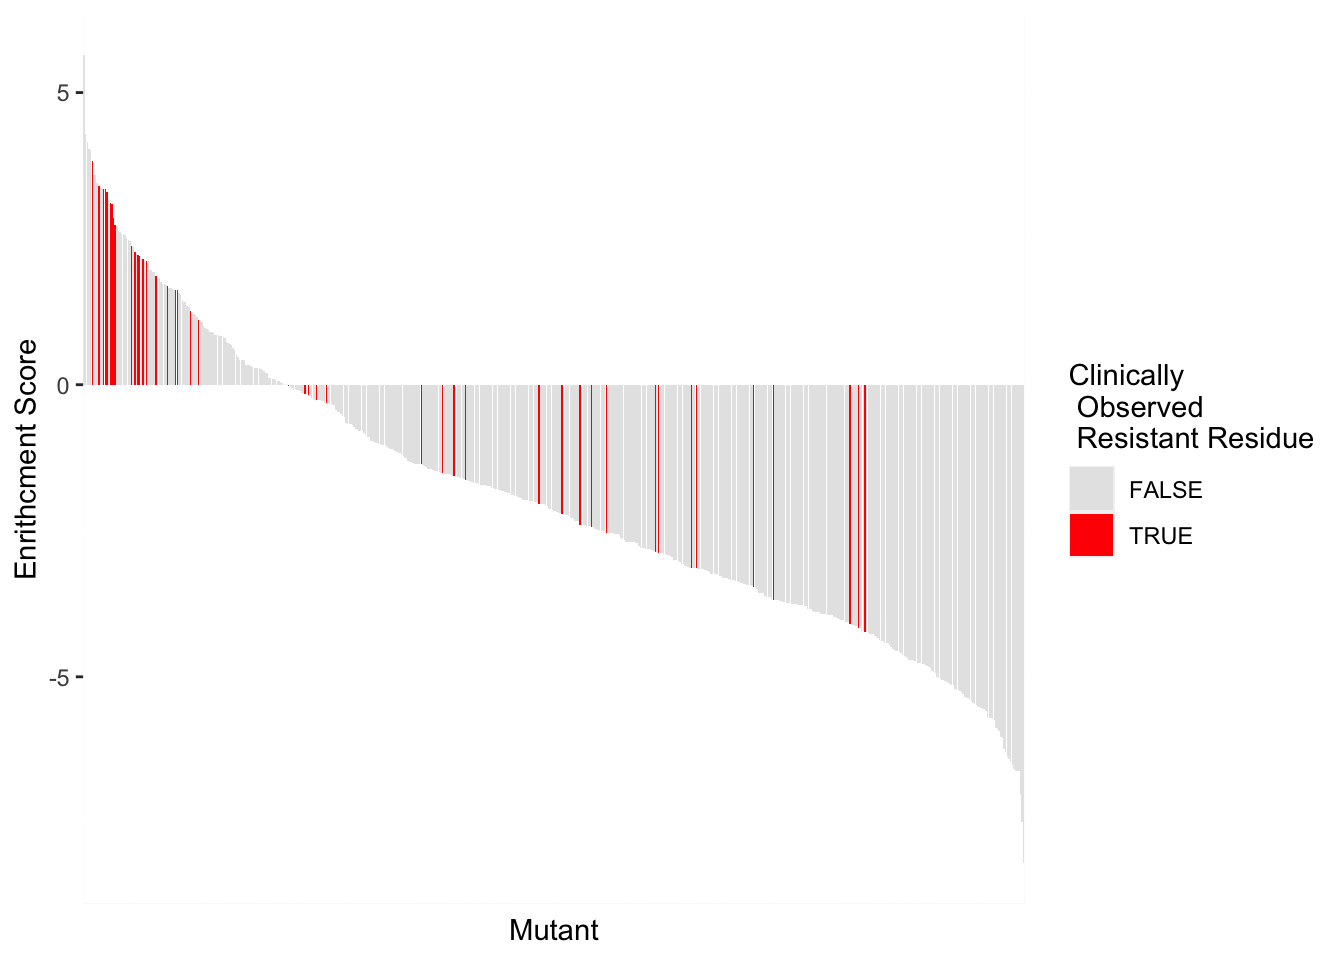 5
0
-5
Enrithcment Score
Mutant
Clinically
Observed
Resistant Residue
FALSE
TRUE